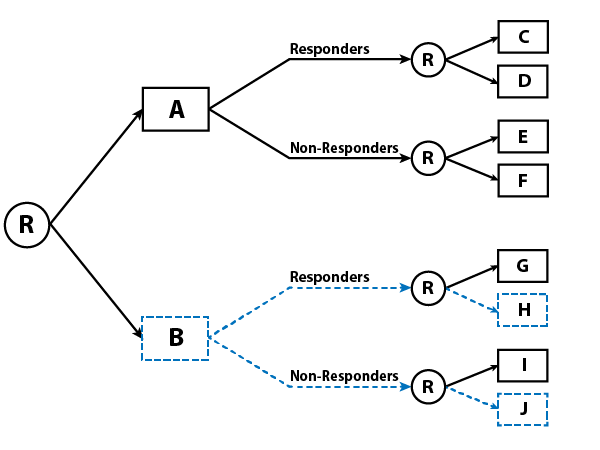 R
A
B
Responders
R
C
D
Non-Responders
R
E
F
Responders
R
G
H
Non-Responders
R
I
J